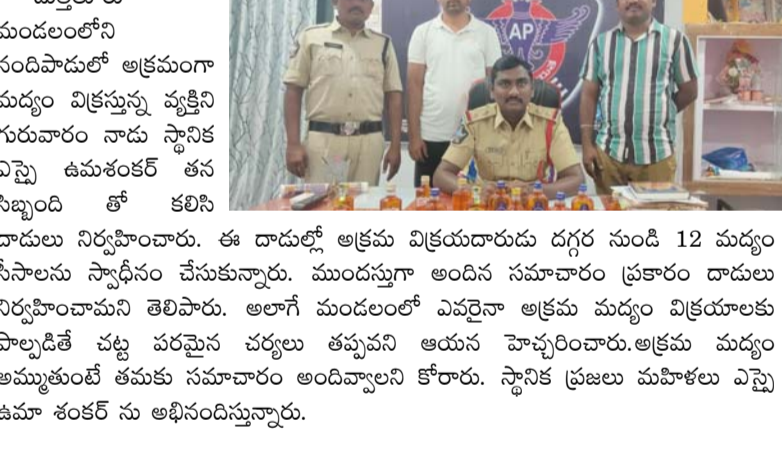 మండలంలోని
నందిపాడులో అక్రమంగా
మద్యం విక్రస్తున్న వ్యక్తిని
గురువారం నాడు స్థానిక
ఎస్సై ఉమశంకర్ తన
సిబ్బంది తో కలిసి
AP
దాడులు నిర్వహించారు. ఈ దాడుల్లో అక్రమ విక్రయదారుడు దగ్గర నుండి 12 మద్యం
సీసాలను స్వాధీనం చేసుకున్నారు. ముందస్తుగా అందిన సమాచారం ప్రకారం దాడులు
నిర్వహించామని తెలిపారు. అలాగే మండలంలో ఎవరైనా అక్రమ మద్యం విక్రయాలకు
పాల్పడితే చట్ట పరమైన చర్యలు తప్పవని ఆయన హెచ్చరించారు.అక్రమ మద్యం
అమ్ముతుంటే తమకు సమాచారం అందివ్వాలని కోరారు. స్థానిక ప్రజలు మహిళలు ఎస్సై
ఉమా శంకర్ ను అభినందిస్తున్నారు.